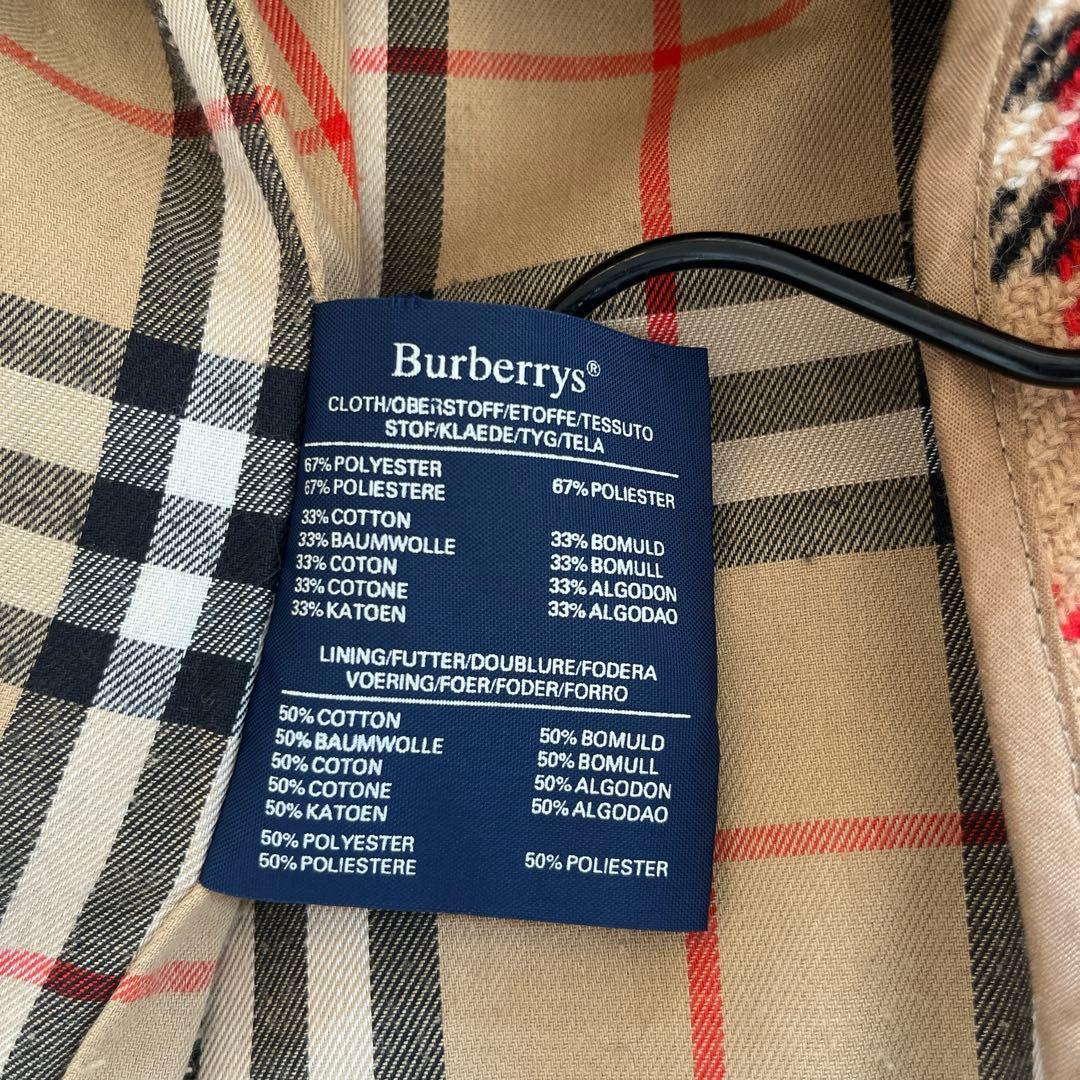 Burberrys®
CLOTH/OBERSTOFF/ETOFFE/TESSUTO
STOF/KLAEDE/TYG/TELA
67% POLYESTER
67% POLIESTERE 67% POLIESTER
33% COTTON
33% BAUMWOLLE 33% BOMULD
33% COTON 33% BOMULL
33% COTONE 33% ALGODON
33% KATOEN 33% ALGODAO
LINING/FUTTER/DOUBLURE/FODERA
VOERING/FOER/FODER/FORRO
50% COTTON
50% BAUMWOLLE 50% BOMULD
50% COTON 50% BOMULL
50% COTONE 50% ALGODON
50% KATOEN 50% ALGODAO
50% POLYESTER
50% POLIESTERE 50% POLIESTER